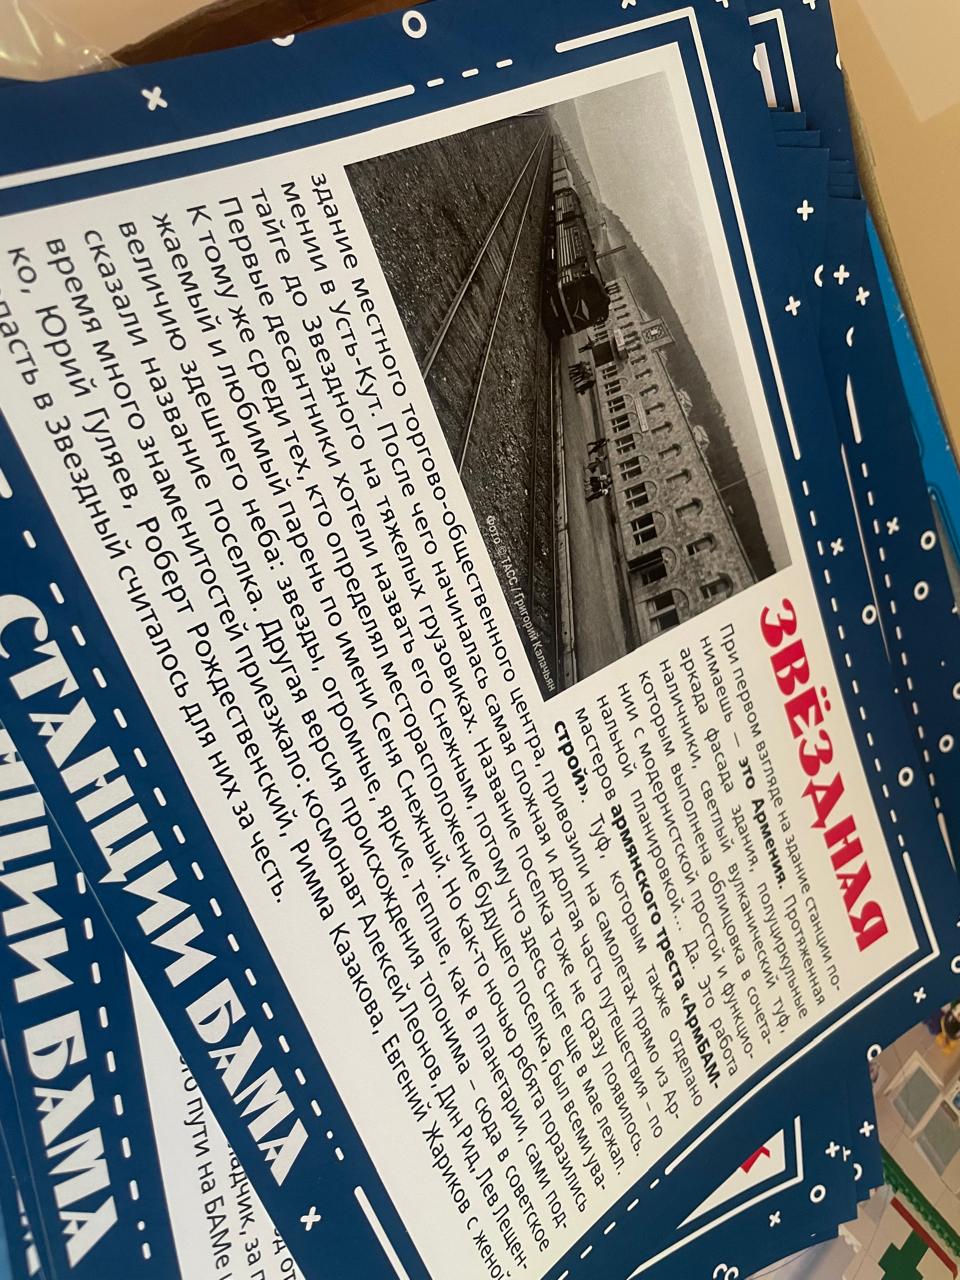 ЗВЁЗДНАЯ
При первом взгляде на здание станции по-
нимаешь — это Армения. Протяженная
аркада фасада здания, полуциркульные
наличники, светлый вулканический туф,
которым выполнена облицовка в сочета-
нии с модернистской простой и функцио-
нальной планировкой... Да. Это работа
мастеров армянского треста «АрмБАМ-
строй». Туф, которым также отделано
здание местного торгово-общественного центра, привозили на самолетах прямо из Ар-
мении в Усть-Кут. После чего начиналась самая сложная и долгая часть путешествия – по
тайге до Звездного на тяжелых грузовиках. Название поселка тоже не сразу появилось.
Первые десантники хотели назвать его Снежным, потому что здесь снег еще в мае лежал.
К тому же среди тех, кто определял месторасположение будущего поселка, был всеми ува-
жаемый и любимый парень по имени Сеня Снежный. Но как-то ночью ребята поразились
величию здешнего неба: звезды, огромные, яркие, теплые, как в планетарии, сами под-
сказали название поселка. Другая версия происхождения топонима – сюда в советское
время много знаменитостей приезжало: космонавт Алексей Леонов, Дин Рид, Лев Лещен-
ко, Юрий Гуляев, Роберт Рождественский, Римма Казакова, Евгений Жариков с женой
попасть в Звездный считалось для них за честь.
Фото © ТАСС / Григорий Калачьян
СТАНЦИИ БАМА
СТАНЦИИ БАМА
пути на БАМе